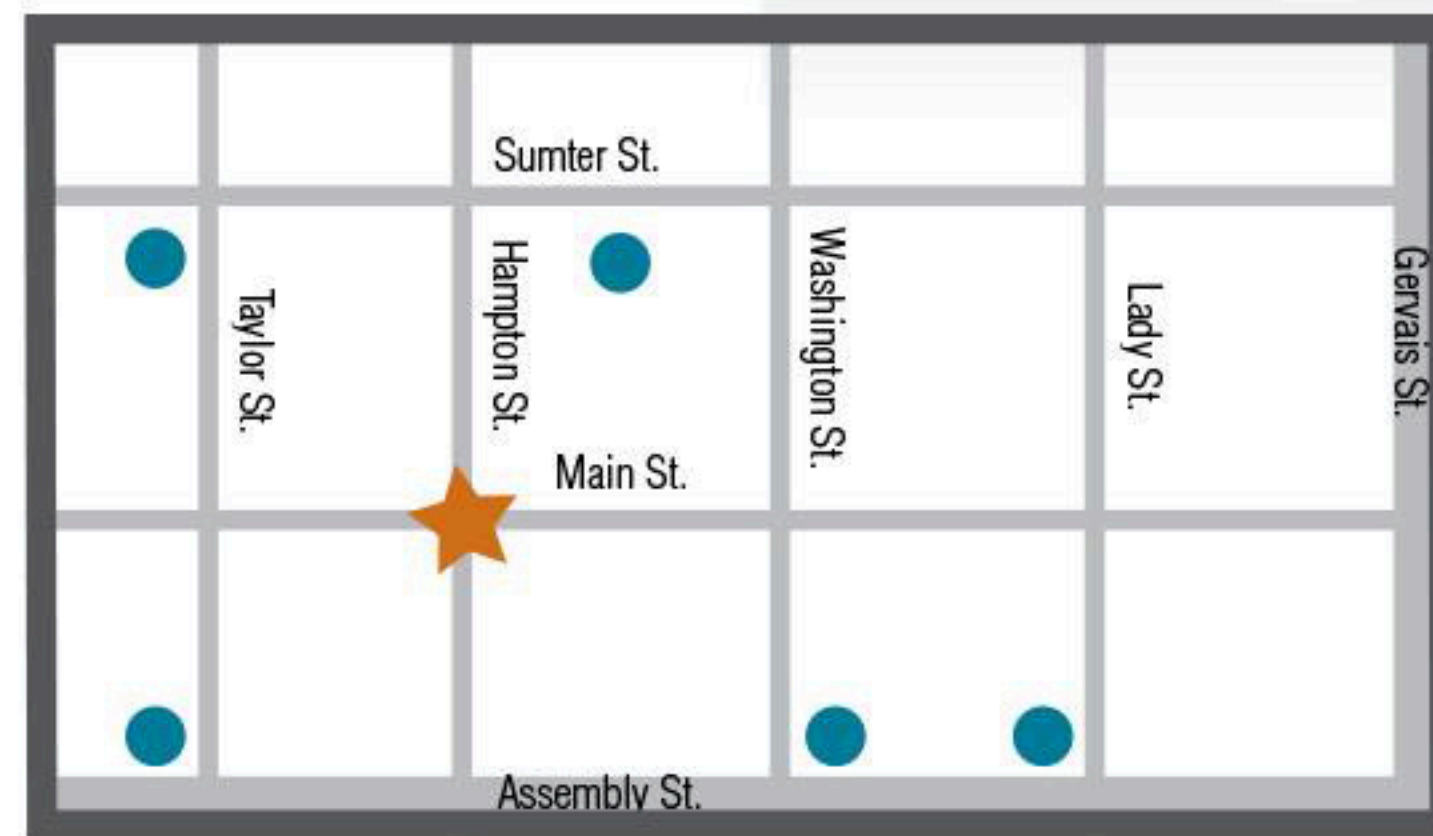 Sumter St.
Taylor St.
Hampton St.
Washington St.
Lady St.
Gervais St.
Main St.
Assembly St.